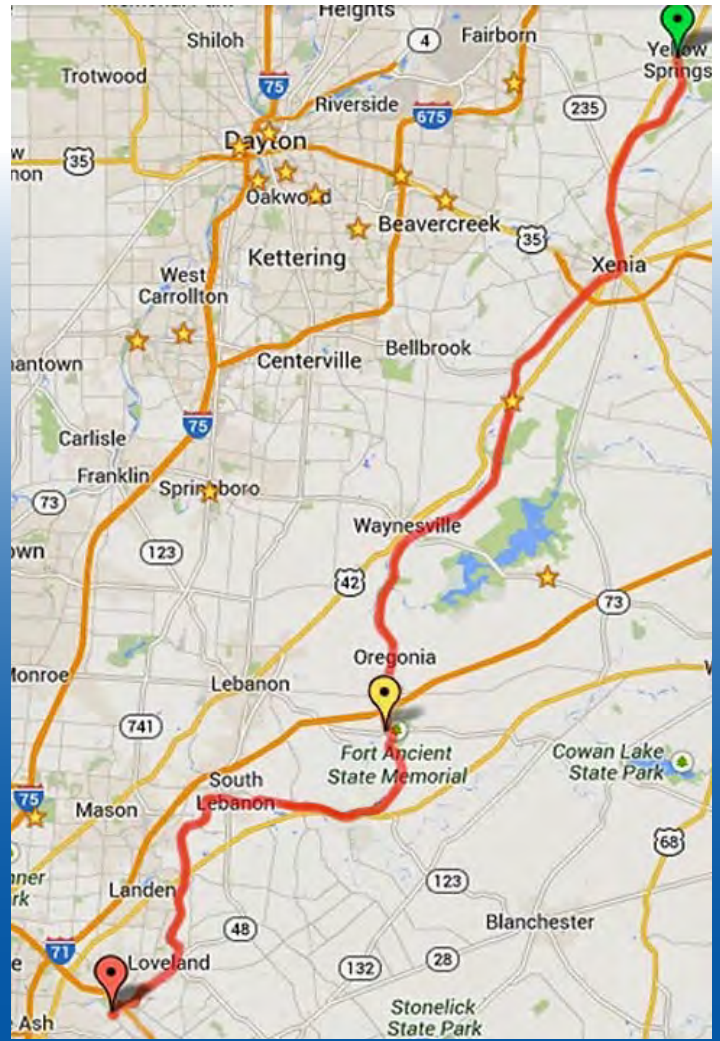 Heights
Shiloh
4
Fairborn
Yellow
Springs
Trotwood
75
Riverside
675
235
35
Dayton
Oakwood
Beavercreek
35
Kettering
Xenia
West
Carrollton
Bellbrook
Centerville
75
Carlisle
Franklin
Springboro
73
Waynesville
123
42
73
Oregonia
Lebanon
741
Fort Ancient
State Memorial
Cowan Lake
State Park
South
Lebanon
75
Mason
68
Landen
123
Blanchester
48
71
Loveland
132
28
Stonelick
State Park
Ash